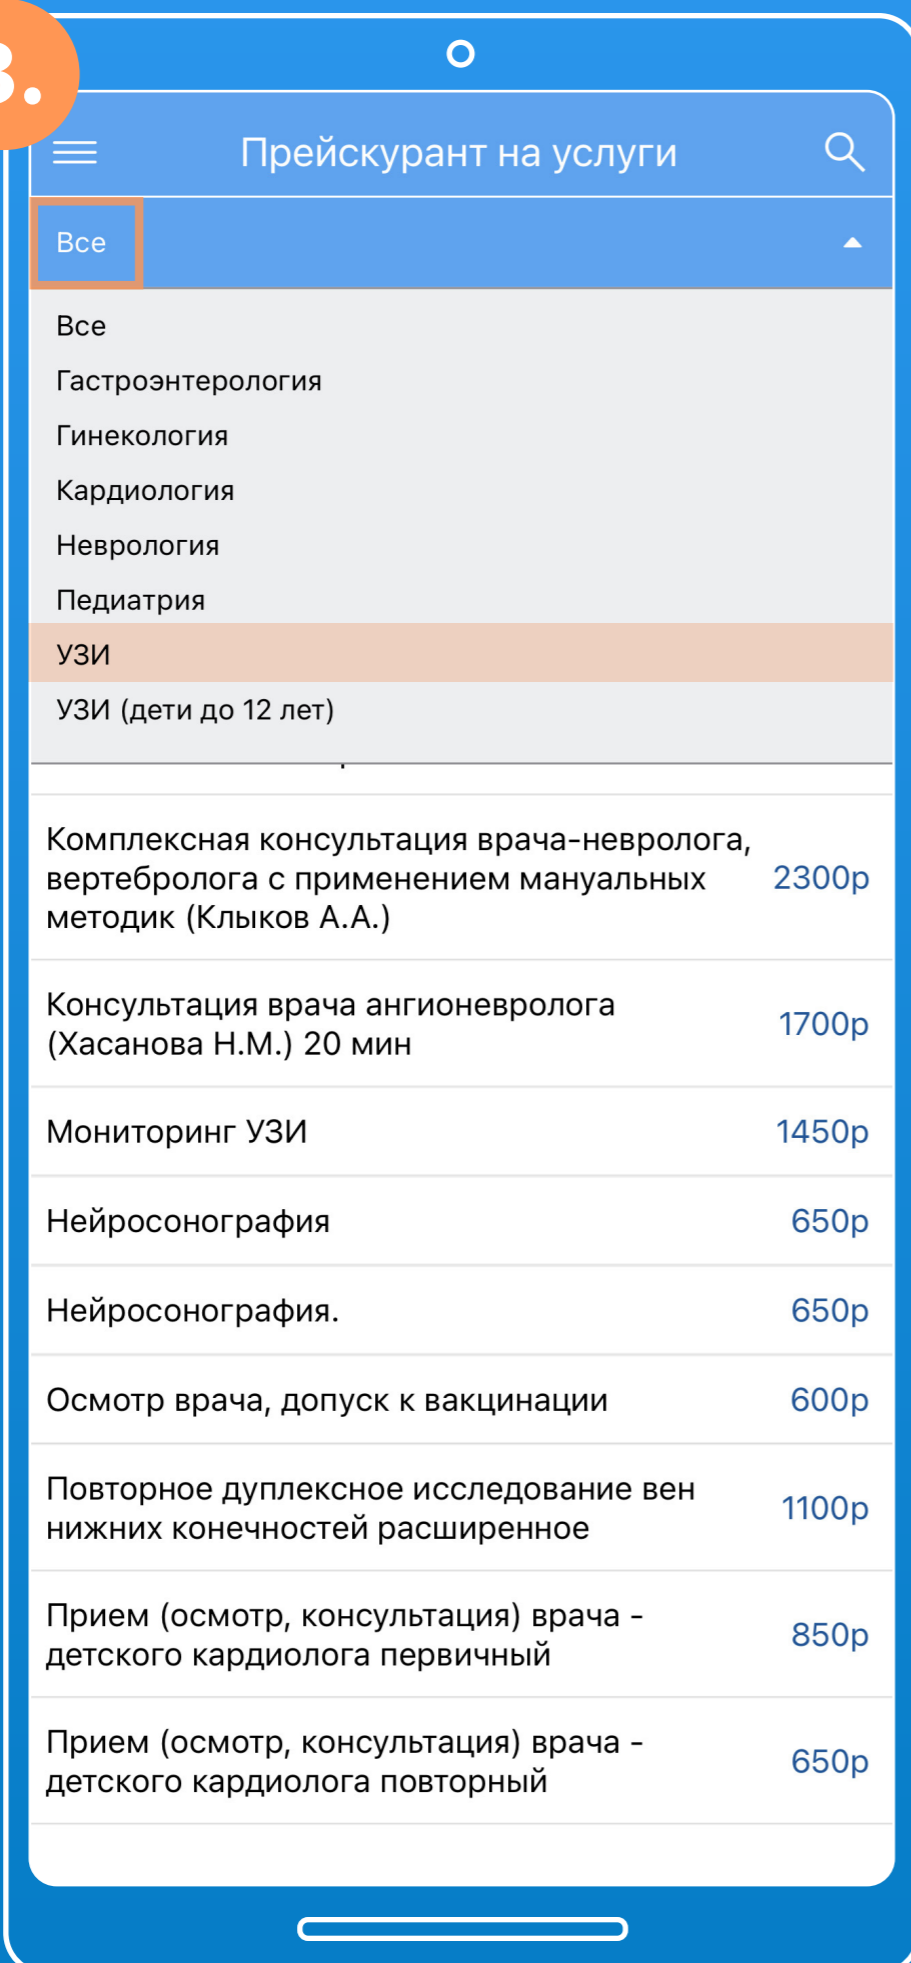 3.
Прейскурант на услуги
Все
Все
Гастроэнтерология
Гинекология
Кардиология
Неврология
Педиатрия
УЗИ
УЗИ (дети до 12 лет)
Комплексная консультация врача-невролога,
вертебролога с применением мануальных
методик (Клыков А.А.)
2300р
Консультация врача ангионевролога
(Хасанова Н.М.) 20 мин
1700р
Мониторинг УЗИ
1450р
Нейросонография
650р
Нейросонография.
650р
Осмотр врача, допуск к вакцинации
600р
Повторное дуплексное исследование вен
нижних конечностей расширенное
1100р
Прием (осмотр, консультация) врача -
детского кардиолога первичный
850р
Прием (осмотр, консультация) врача -
детского кардиолога повторный
650р